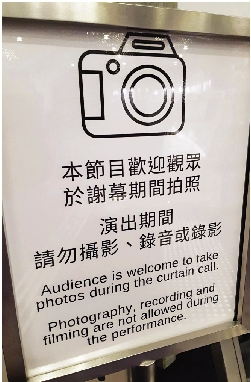 本節目歡迎觀眾
於謝幕期間拍照
演出期間
請勿攝影、錄音或錄影
Audience is welcome to take
photos during the curtain call.
Photography, recording and
filming are not allowed during
the performance.